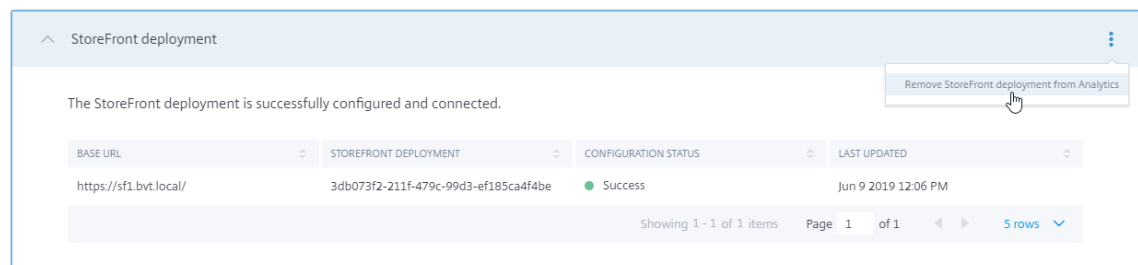 StoreFront deployment
Remove StoreFront deployment from Analytics
The StoreFront deployment is successfully configured and connected.
BASE URL STOREFRONT DEPLOYMENT CONFIGURATION STATUS LAST UPDATED
https://sf1.bvt.local/ 3db073f2-211f-479c-99d3-ef185ca4f4be Success Jun 9 2019 12:06 PM
Showing 1 - 1 of 1 items Page 1 of 1 5 rows